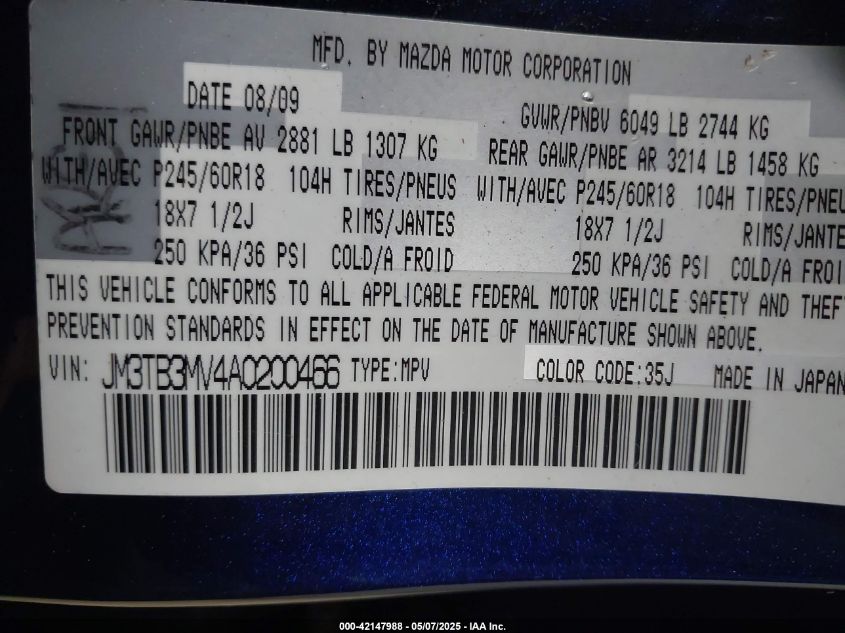 MFD. BY MAZDA MOTOR CORPORATION
DATE 08/09 GVWR/PNBV 6049 LB 2744 KG
FRONT GAWR/PNBE AV 2881 LB 1307 KG REAR GAWR/PNBE AR 3214 LB 1458 KG
WITH/AVEC P245/60R18 104H TIRES/PNEUS WITH/AVEC P245/60R18 104H TIRES/PNEU
18X7 1/2J RIMS/JANTES 18X7 1/2J RIMS/JANTE
250 KPA/36 PSI COLD/A FROID 250 KPA/36 PSI COLD/A FROI
THIS VEHICLE CONFORMS TO ALL APPLICABLE FEDERAL MOTOR VEHICLE SAFETY AND THEF
PREVENTION STANDARDS IN EFFECT ON THE DATE OF MANUFACTURE SHOWN ABOVE.
VIN: JM3TB3MV4A0200466 TYPE:MPV COLOR CODE:35J MADE IN JAPAN
000-42147988 - 05/07/2025 - IAA Inc.